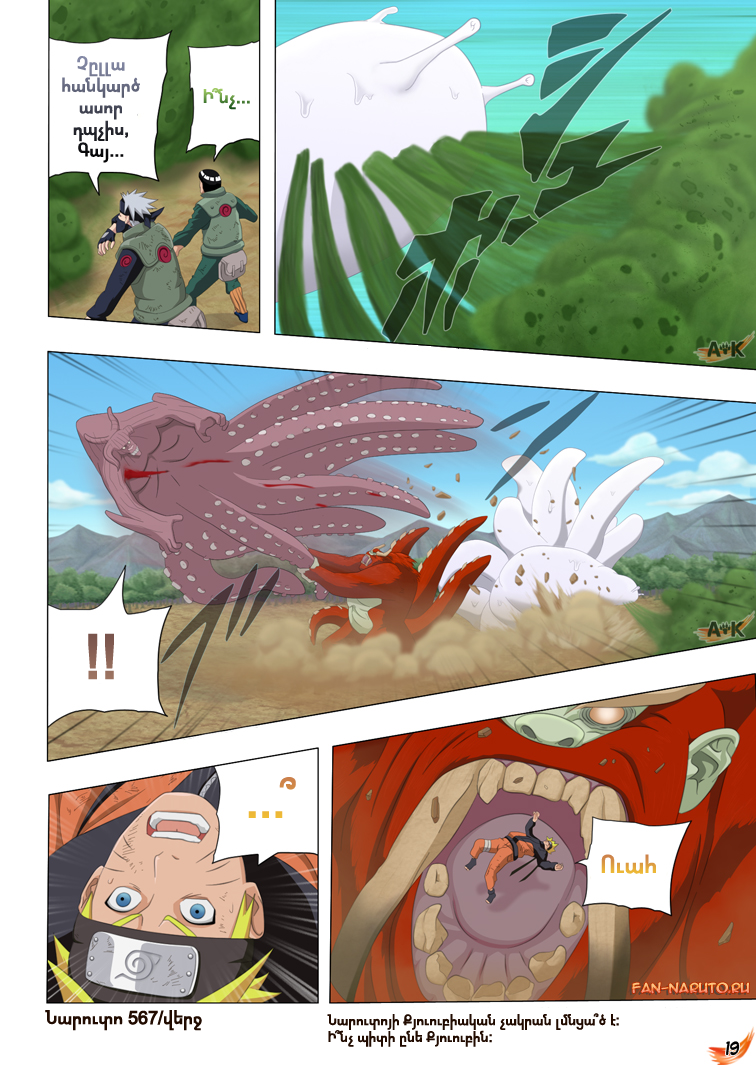 Չըլլա
հանկարծ
ասոր
դպչիս,
Գայ...
Ի՞նչ...
A K
A K
!!
՞
...
Ուահ
FAN-NARUTO.RU
Նարուտո 567/վերջ
Նարուտոյի Քյուուբիական չակրան լմնցա՞ծ է:
Ի՞նչ պիտի ընե Քյուուբին:
19